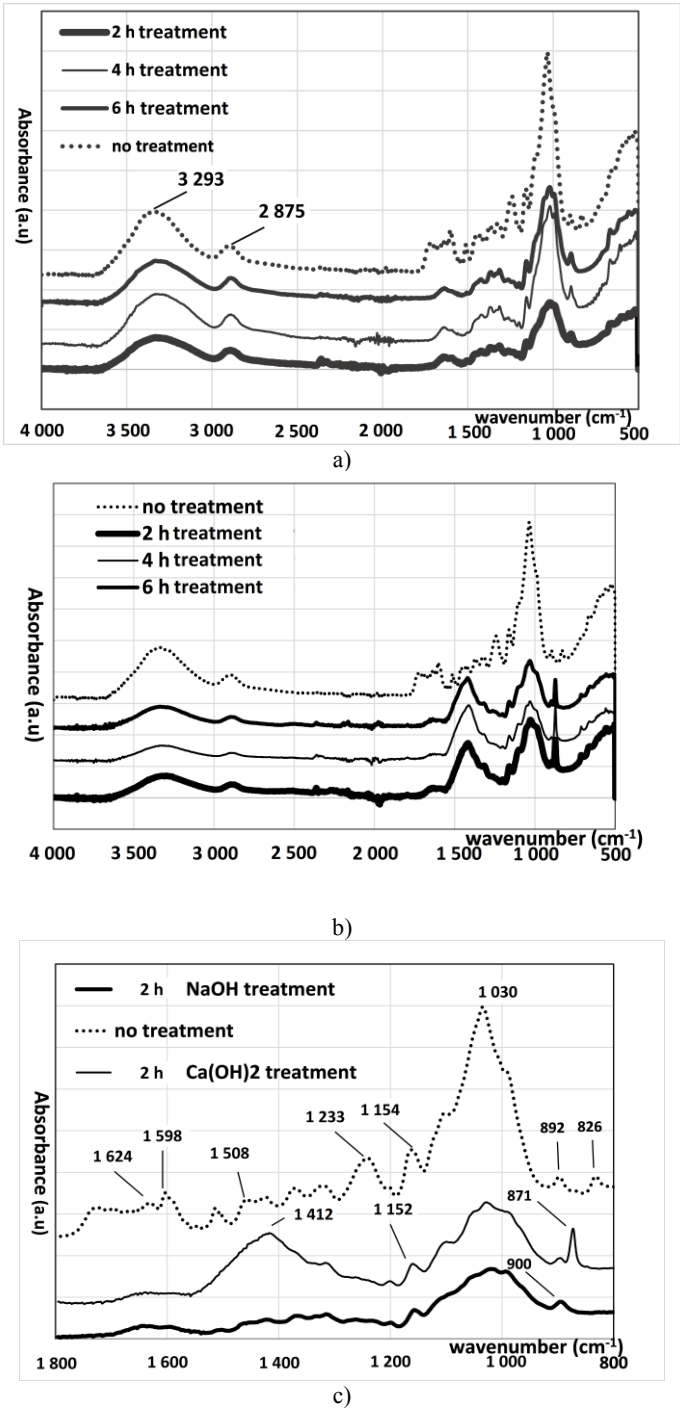 2 h treatment
4 h treatment
6 h treatment
no treatment
3 293
2 875
Absorbance (a.u)
wavenumber (cm⁻¹)
4 000 3 500 3 000 2 500 2 000 1 500 1 000 500
a)
no treatment
2 h treatment
4 h treatment
6 h treatment
Absorbance (a.u)
wavenumber (cm⁻¹)
4 000 3 500 3 000 2 500 2 000 1 500 1 000 500
b)
2 h NaOH treatment
no treatment
2 h Ca(OH)2 treatment
1 030
1 233
1 154
1 624
1 598
1 508
892
826
871
1 412
1 152
900
Absorbance (a.u)
wavenumber (cm⁻¹)
1 800 1 600 1 400 1 200 1 000 800
c)